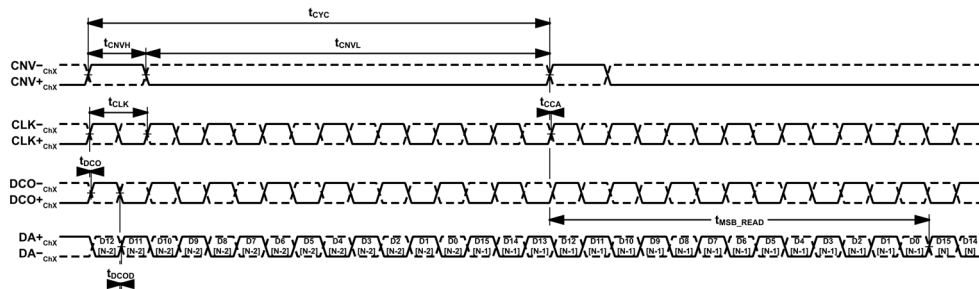 tCYC
tCNVH tCNVL
CNV−ChX
CNV+ChX
tCLK tCCA
CLK−ChX
CLK+ChX
tDCO
DCO−ChX
DCO+ChX
tMSB_READ
DA+ChX D12 D11 D10 D9 D8 D7 D6 D5 D4 D3 D2 D1 D0 D15 D14 D13 D12 D11 D10 D9 D8 D7 D6 D5 D4 D3 D2 D1 D0 D15 D14
DA−ChX [N-2] [N-2] [N-2] [N-2] [N-2] [N-2] [N-2] [N-2] [N-2] [N-2] [N-2] [N-2] [N-2] [N-1] [N-1] [N-1] [N-1] [N-1] [N-1] [N-1] [N-1] [N-1] [N-1] [N-1] [N-1] [N-1] [N-1] [N-1] [N-1] [N] [N]
tDCOD